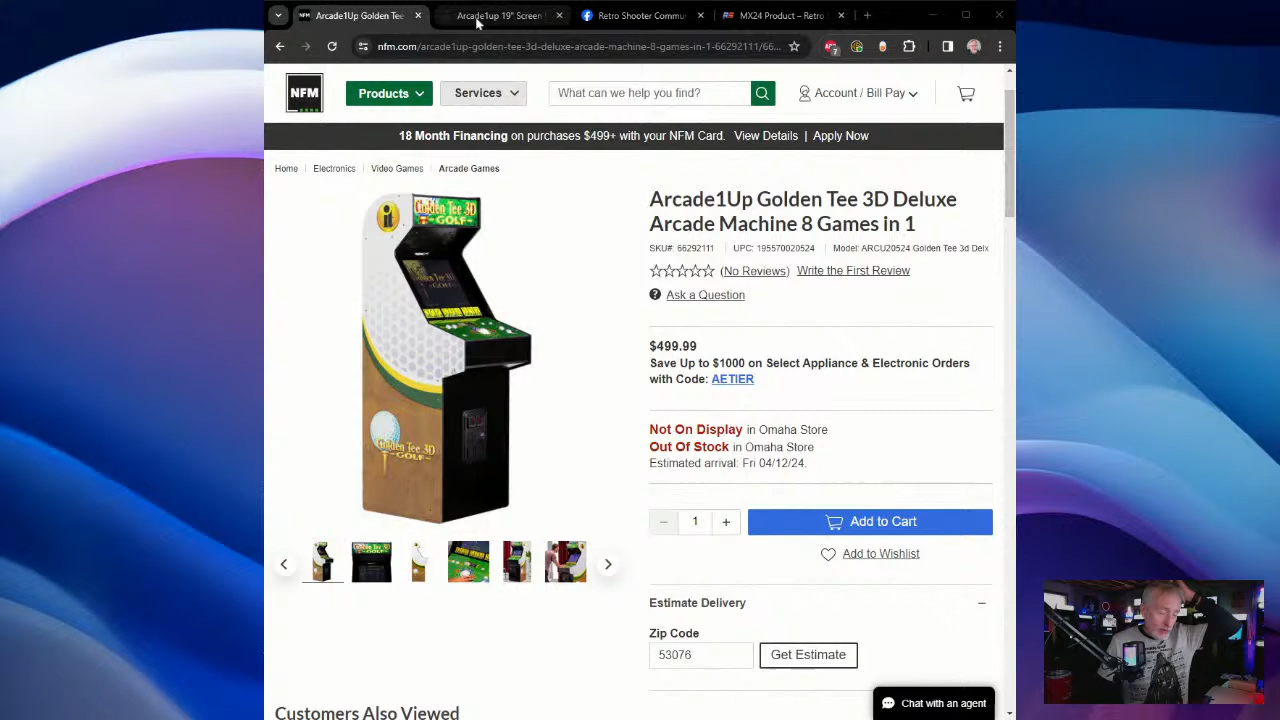 Arcade1Up Golden Tee
Arcade1up 19" Screen
Retro Shooter Commu
MX24 Product – Retro
nfm.com/arcade1up-golden-tee-3d-deluxe-arcade-machine-8-games-in-1-66292111/66...
7
NFM
Products
Services
What can we help you find?
Account / Bill Pay
18 Month Financing on purchases $499+ with your NFM Card. View Details | Apply Now
Home
Electronics
Video Games
Arcade Games
Arcade1Up Golden Tee 3D Deluxe
Arcade Machine 8 Games in 1
SKU#: 66292111
UPC: 195570020524
Model: ARCU20524 Golden Tee 3d Delx
(No Reviews)
Write the First Review
Ask a Question
$499.99
Save Up to $1000 on Select Appliance & Electronic Orders
with Code: AETIER
Not On Display in Omaha Store
Out Of Stock in Omaha Store
Estimated arrival: Fri 04/12/24.
1
Add to Cart
Add to Wishlist
Estimate Delivery
Zip Code
53076
Get Estimate
Chat with an agent
Golden Tee 3D
GOLF
Golden Tee 3D
GOLF
Customers Also Viewed